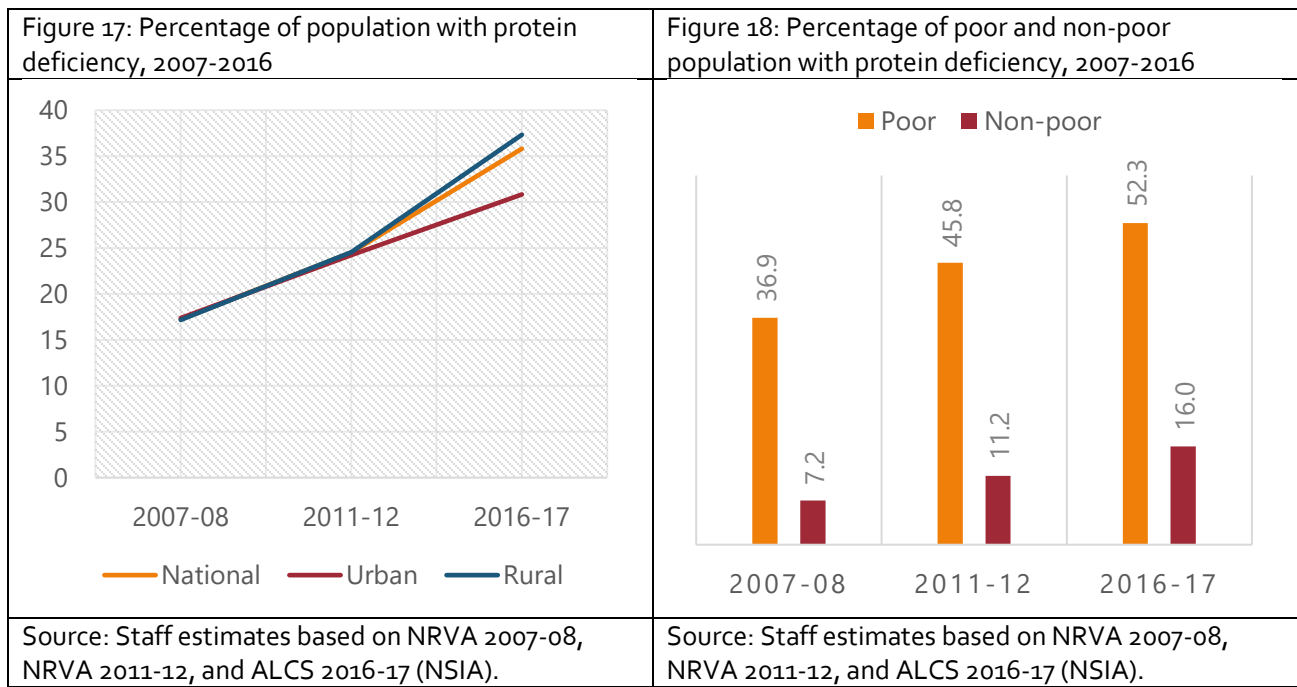 Figure 17: Percentage of population with protein
deficiency, 2007-2016
40
35
30
25
20
15
10
5
0
2007-08 2011-12 2016-17
National Urban Rural
Source: Staff estimates based on NRVA 2007-08,
NRVA 2011-12, and ALCS 2016-17 (NSIA).
Figure 18: Percentage of poor and non-poor
population with protein deficiency, 2007-2016
Poor Non-poor
36.9
7.2
45.8
11.2
52.3
16.0
2007-08 2011-12 2016-17
Source: Staff estimates based on NRVA 2007-08,
NRVA 2011-12, and ALCS 2016-17 (NSIA).